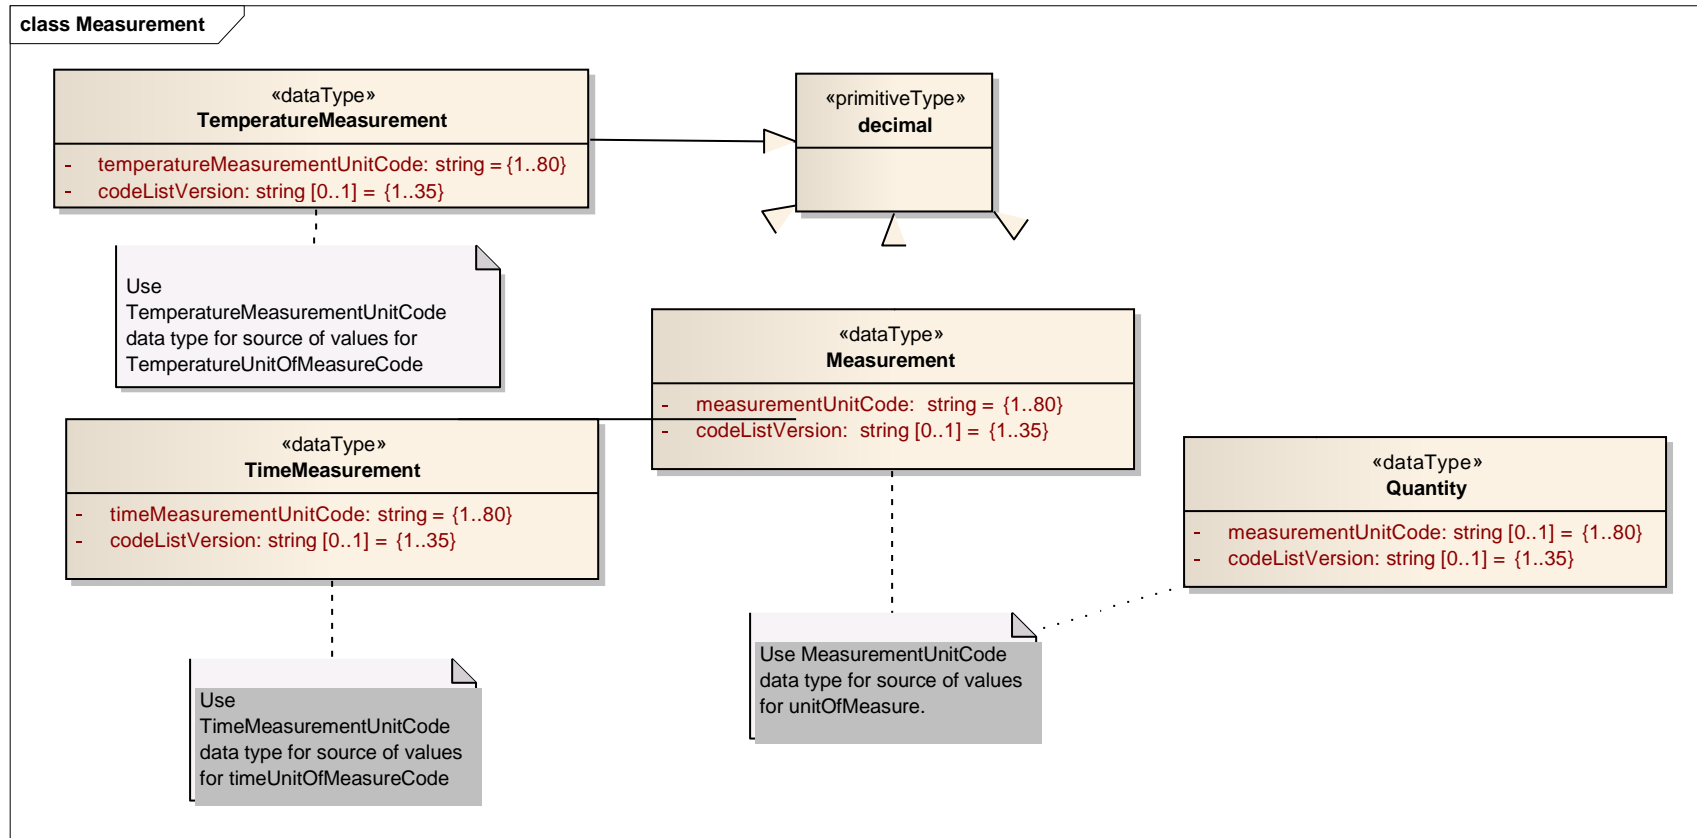 class Measurement
«dataType»
TemperatureMeasurement
- temperatureMeasurementUnitCode: string = {1..80}
- codeListVersion: string [0..1] = {1..35}
«primitiveType»
decimal
Use
TemperatureMeasurementUnitCode
data type for source of values for
TemperatureUnitOfMeasureCode
«dataType»
Measurement
- measurementUnitCode: string = {1..80}
- codeListVersion: string [0..1] = {1..35}
«dataType»
TimeMeasurement
- timeMeasurementUnitCode: string = {1..80}
- codeListVersion: string [0..1] = {1..35}
«dataType»
Quantity
- measurementUnitCode: string [0..1] = {1..80}
- codeListVersion: string [0..1] = {1..35}
Use MeasurementUnitCode
data type for source of values
for unitOfMeasure.
Use
TimeMeasurementUnitCode
data type for source of values
for timeUnitOfMeasureCode